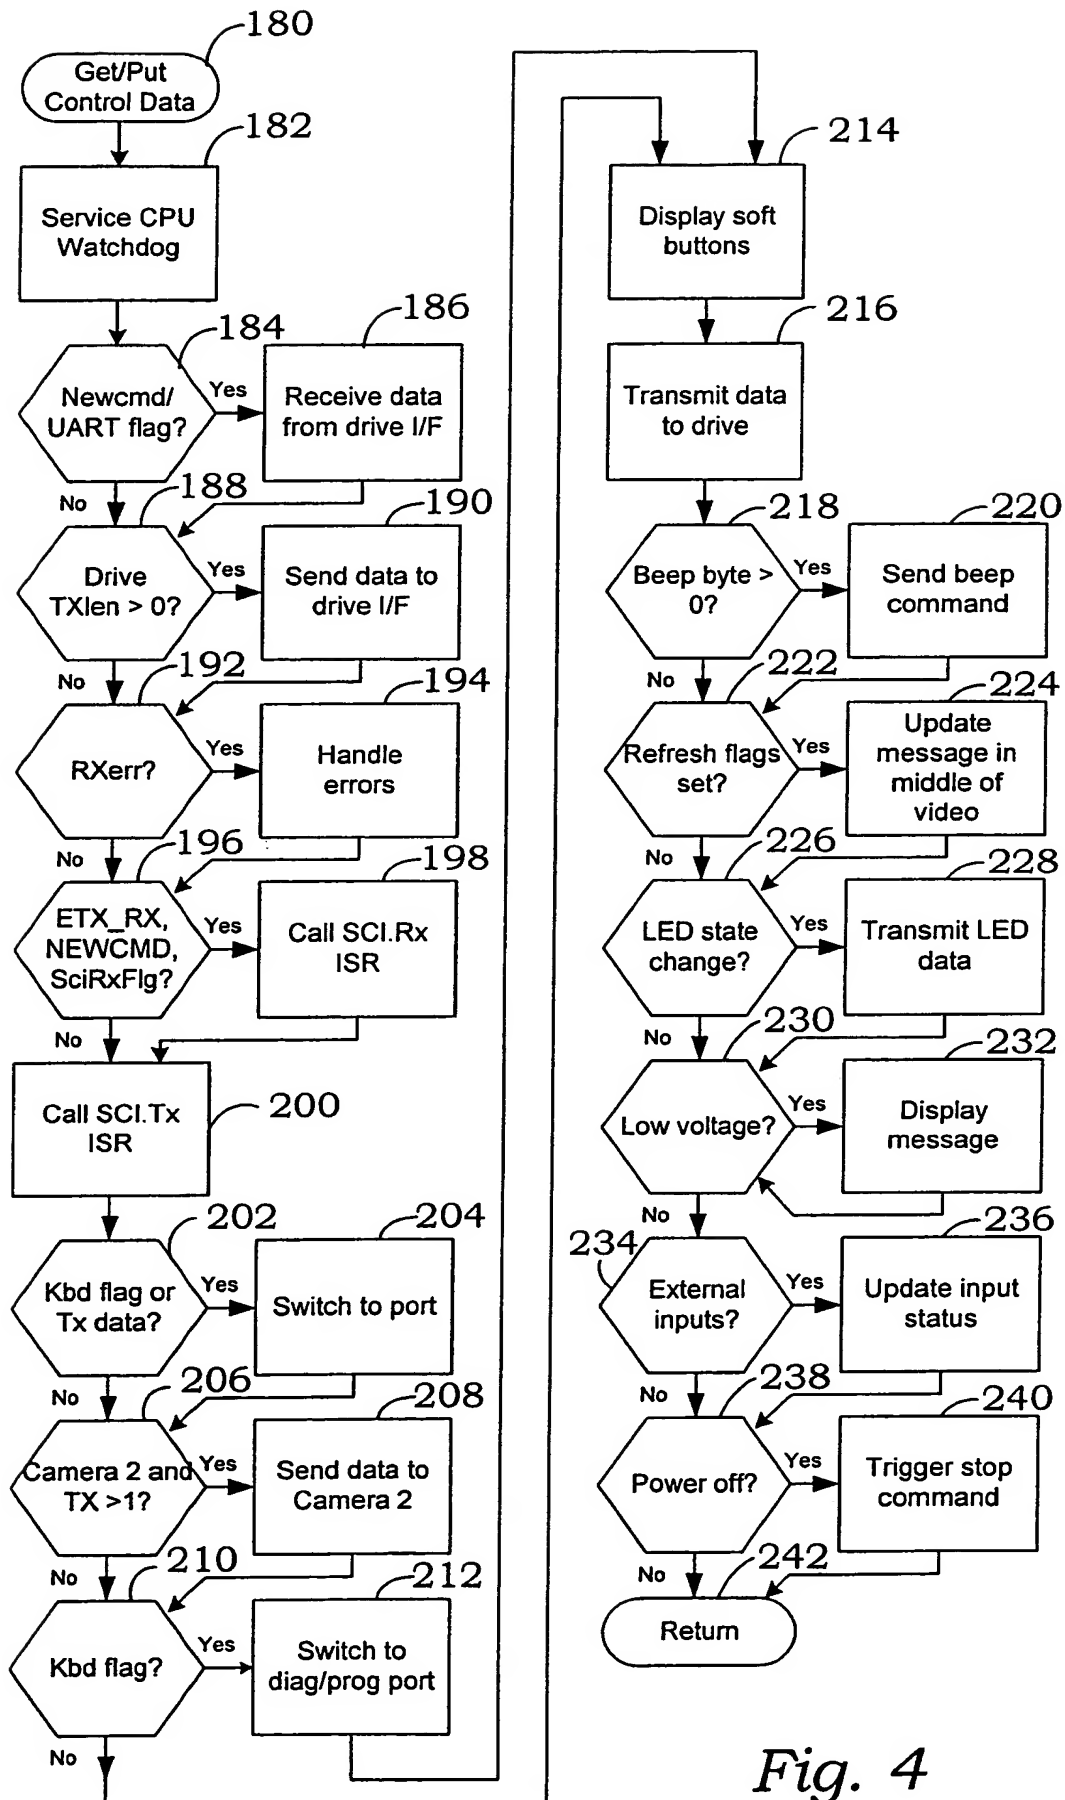 180
Get/Put
Control Data
182
Service CPU
Watchdog
184
Newcmd/
UART flag?
Yes
No
186
Receive data
from drive I/F
188
Drive
TXlen > 0?
Yes
No
190
Send data to
drive I/F
192
RXerr?
Yes
No
194
Handle
errors
196
ETX_RX,
NEWCMD,
SciRxFlg?
Yes
No
198
Call SCI.Rx
ISR
200
Call SCI.Tx
ISR
202
Kbd flag or
Tx data?
Yes
No
204
Switch to port
206
Camera 2 and
TX >1?
Yes
No
208
Send data to
Camera 2
210
Kbd flag?
Yes
No
212
Switch to
diag/prog port
214
Display soft
buttons
216
Transmit data
to drive
218
Beep byte >
0?
Yes
No
220
Send beep
command
222
Refresh flags
set?
Yes
No
224
Update
message in
middle of
video
226
LED state
change?
Yes
No
228
Transmit LED
data
230
Low voltage?
Yes
No
232
Display
message
234
External
inputs?
Yes
No
236
Update input
status
238
Power off?
Yes
No
240
Trigger stop
command
242
Return
Fig. 4